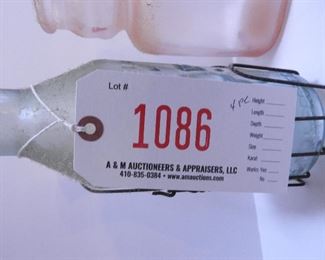 Lot #
1086
A & M AUCTIONEERS & APPRAISERS, LLC
410-835-0384 • www.amauctions.com
4 pc
Height
Length
Depth
Weight
Size
Karat
Works Yes
No